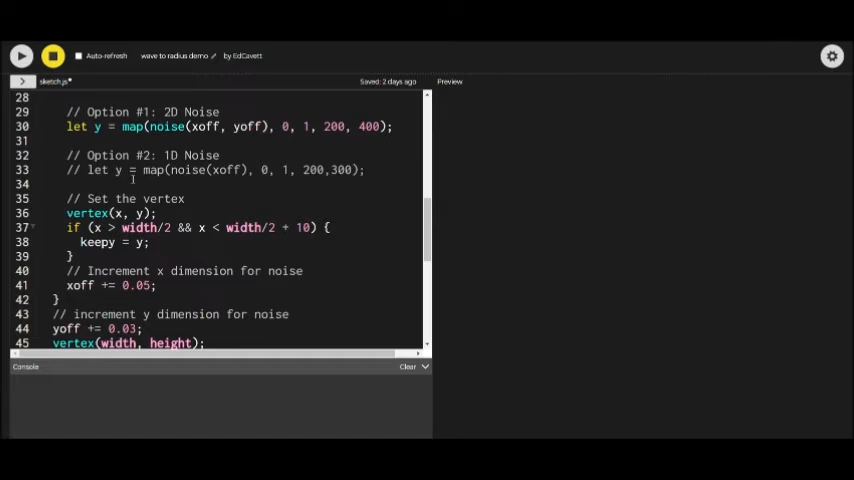 Auto-refresh wave to radius demo by EdCavett
> sketch.js* Saved: 2 days ago Preview
28
29 // Option #1: 2D Noise
30 let y = map(noise(xoff, yoff), 0, 1, 200, 400);
31
32 // Option #2: 1D Noise
33 // let y = map(noise(xoff), 0, 1, 200,300);
34
35 // Set the vertex
36 vertex(x, y);
37 if (x > width/2 && x < width/2 + 10) {
38 keepy = y;
39 }
40 // Increment x dimension for noise
41 xoff += 0.05;
42 }
43 // increment y dimension for noise
44 yoff += 0.03;
45 vertex(width, height);
Console Clear